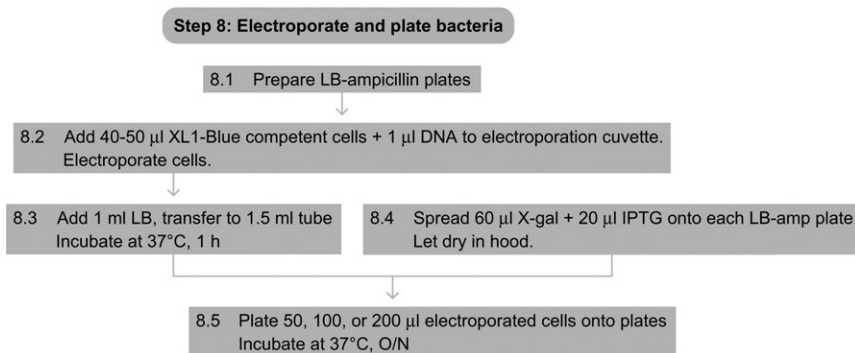 Step 8: Electroporate and plate bacteria
8.1 Prepare LB-ampicillin plates
8.2 Add 40-50 μl XL1-Blue competent cells + 1 μl DNA to electroporation cuvette.
Electroporate cells.
8.3 Add 1 ml LB, transfer to 1.5 ml tube
Incubate at 37°C, 1 h
8.4 Spread 60 μl X-gal + 20 μl IPTG onto each LB-amp plate
Let dry in hood.
8.5 Plate 50, 100, or 200 μl electroporated cells onto plates
Incubate at 37°C, O/N